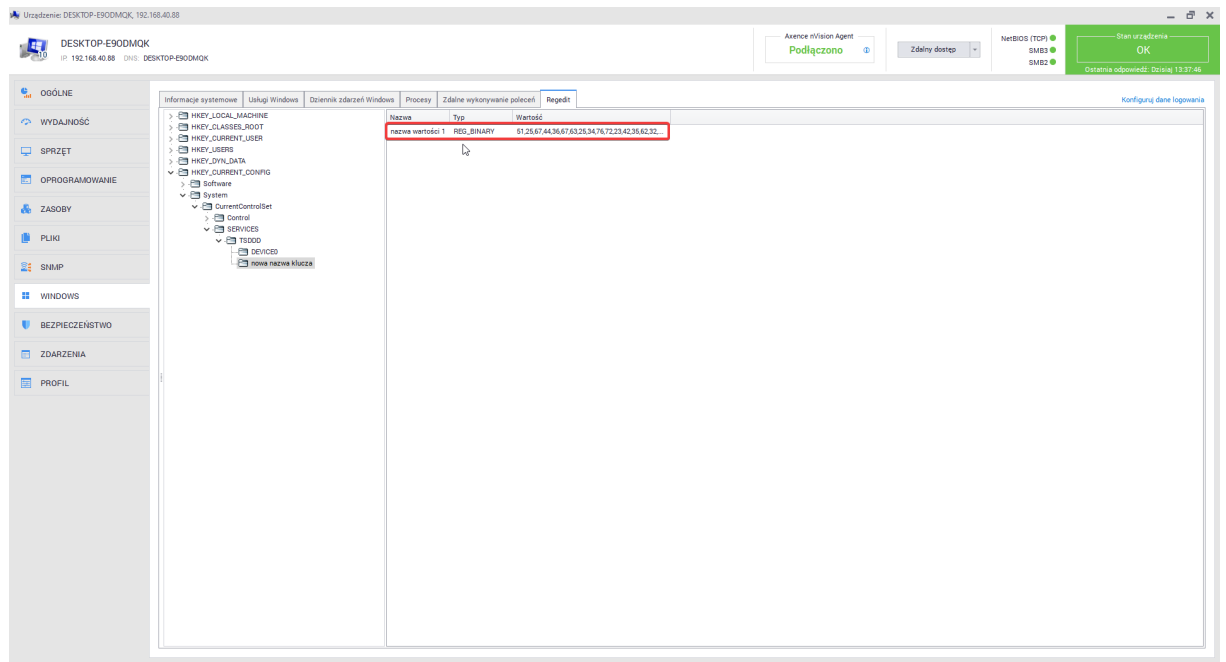 Urządzenie: DESKTOP-E9ODMQK, 192.168.40.88
DESKTOP-E9ODMQK
IP: 192.168.40.88 DNS: DESKTOP-E9ODMQK
10
Axence nVision Agent
Podłączono
Zdalny dostęp
NetBIOS (TCP)
SMB3
SMB2
Stan urządzenia
OK
Ostatnia odpowiedź: Dzisiaj 13:37:46
OGÓLNE
WYDAJNOŚĆ
SPRZĘT
OPROGRAMOWANIE
ZASOBY
PLIKI
SNMP
WINDOWS
BEZPIECZEŃSTWO
ZDARZENIA
PROFIL
Informacje systemowe Usługi Windows Dziennik zdarzeń Windows Procesy Zdalne wykonywanie poleceń Regedit
Konfiguruj dane logowania
HKEY_LOCAL_MACHINE
HKEY_CLASSES_ROOT
HKEY_CURRENT_USER
HKEY_USERS
HKEY_DYN_DATA
HKEY_CURRENT_CONFIG
Software
System
CurrentControlSet
Control
SERVICES
TSDDD
DEVICE0
nowa nazwa klucza
Nazwa Typ Wartość
nazwa wartości 1 REG_BINARY 51,25,67,44,36,67,63,25,34,76,72,23,42,35,62,32,...